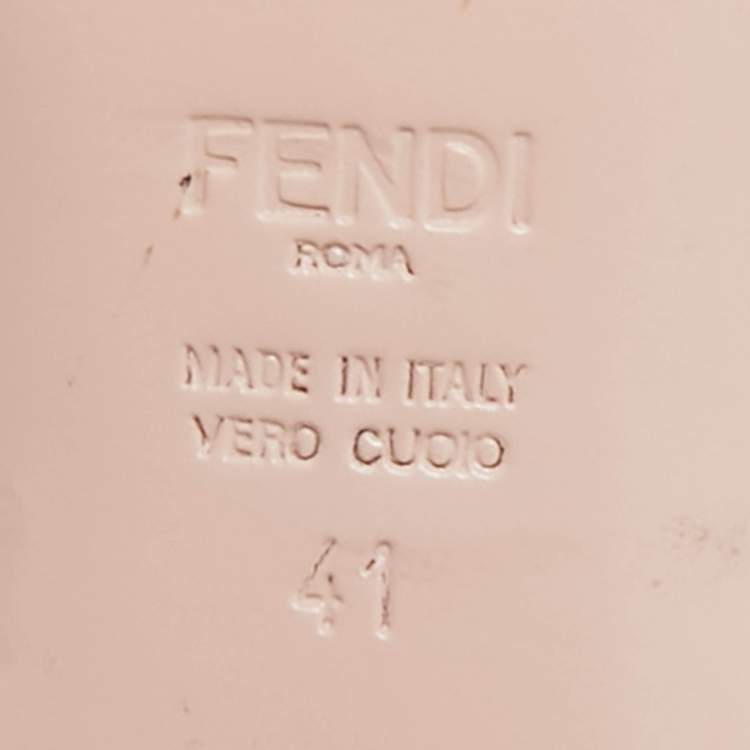 FENDI
ROMA
MADE IN ITALY
VERO CUOIO
41